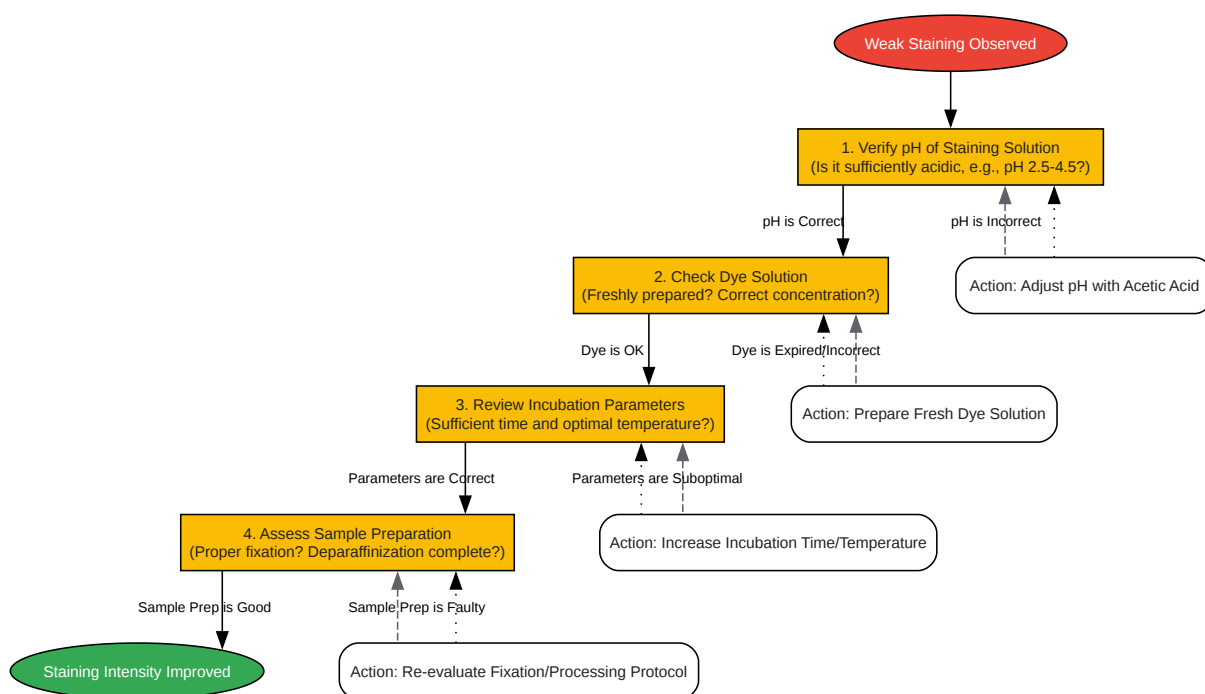 Weak Staining Observed
1. Verify pH of Staining Solution
(Is it sufficiently acidic, e.g., pH 2.5-4.5?)
pH is Correct
pH is Incorrect
2. Check Dye Solution
(Freshly prepared? Correct concentration?)
Action: Adjust pH with Acetic Acid
Dye is OK
Dye is Expired/Incorrect
3. Review Incubation Parameters
(Sufficient time and optimal temperature?)
Action: Prepare Fresh Dye Solution
Parameters are Correct
Parameters are Suboptimal
4. Assess Sample Preparation
(Proper fixation? Deparaffinization complete?)
Action: Increase Incubation Time/Temperature
Sample Prep is Good
Sample Prep is Faulty
Staining Intensity Improved
Action: Re-evaluate Fixation/Processing Protocol